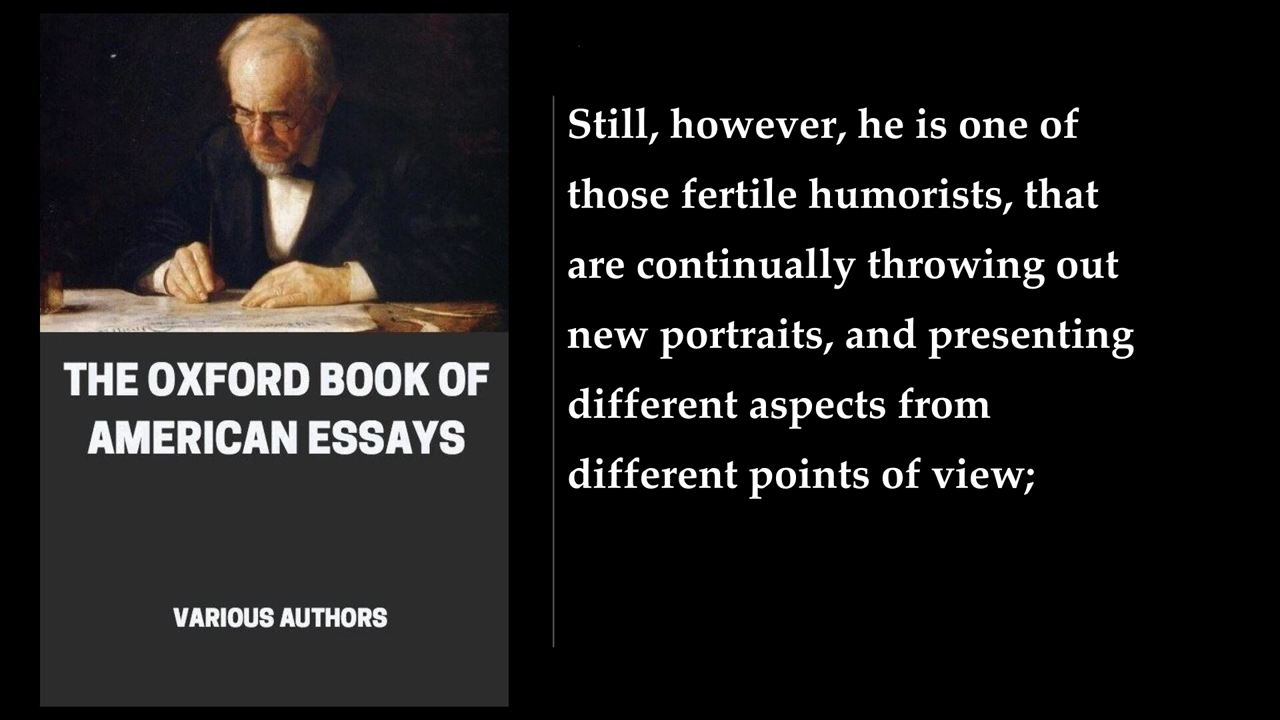 THE OXFORD BOOK OF
AMERICAN ESSAYS
VARIOUS AUTHORS
Still, however, he is one of
those fertile humorists, that
are continually throwing out
new portraits, and presenting
different aspects from
different points of view;